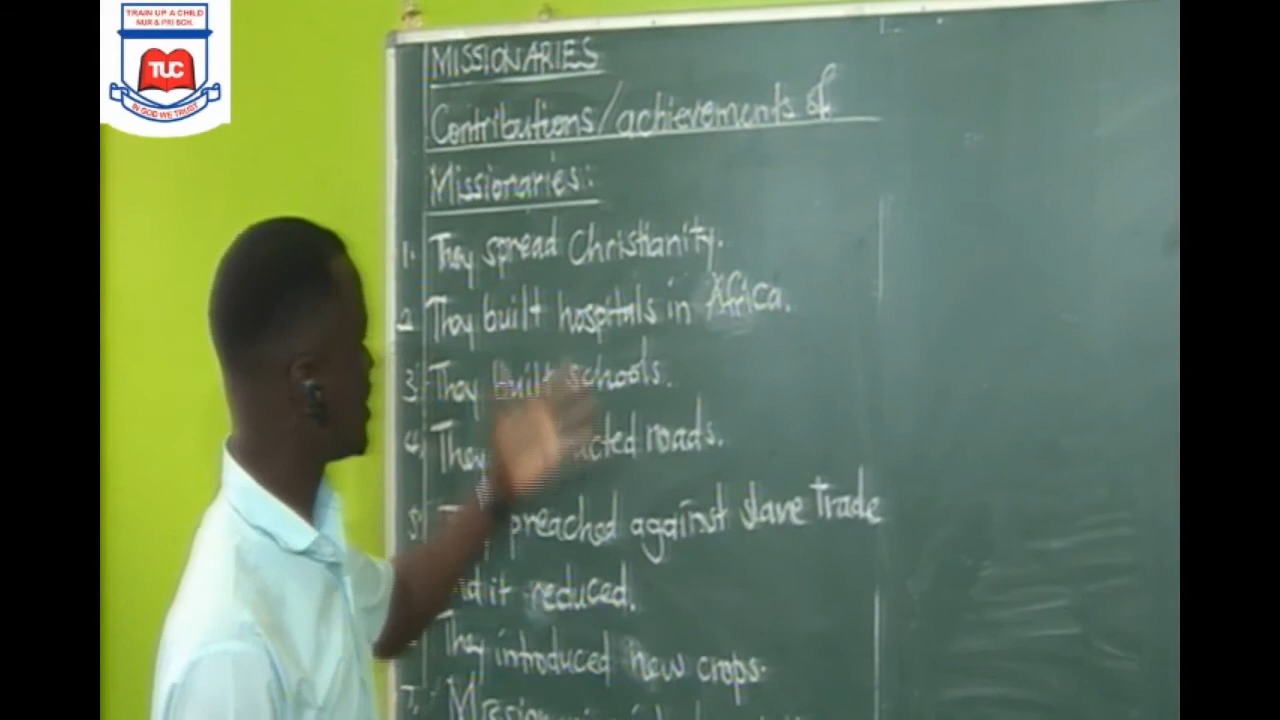 TRAIN UP A CHILD
NUR & PRI SCH.
TUC
IN GOD WE TRUST
MISSIONARIES
Contributions/achievements of
Missionaries:
1. They spread Christianity.
2 They built hospitals in Africa.
3. They built schools.
4. They roads.
5. preached against slave trade
it reduced.
They introduced new crops.
7.